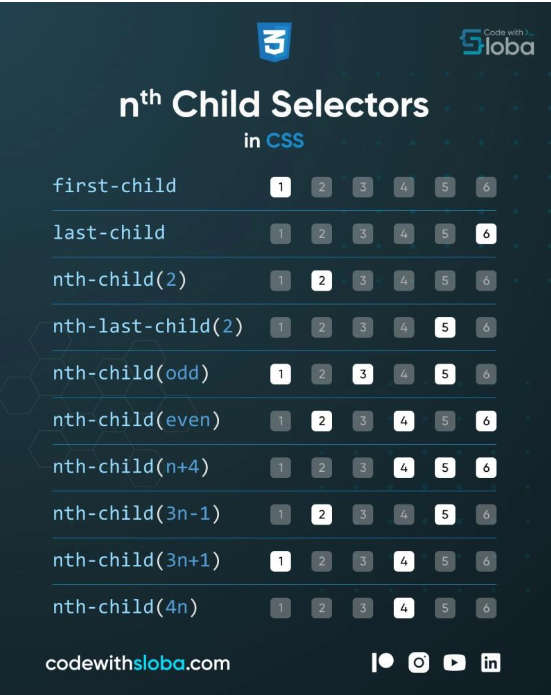 3
Code with >_
Sloba
nth Child Selectors
in CSS
first-child 1 2 3 4 5 6
last-child 1 2 3 4 5 6
nth-child(2) 1 2 3 4 5 6
nth-last-child(2) 1 2 3 4 5 6
nth-child(odd) 1 2 3 4 5 6
nth-child(even) 1 2 3 4 5 6
nth-child(n+4) 1 2 3 4 5 6
nth-child(3n-1) 1 2 3 4 5 6
nth-child(3n+1) 1 2 3 4 5 6
nth-child(4n) 1 2 3 4 5 6
codewithsloba.com
in